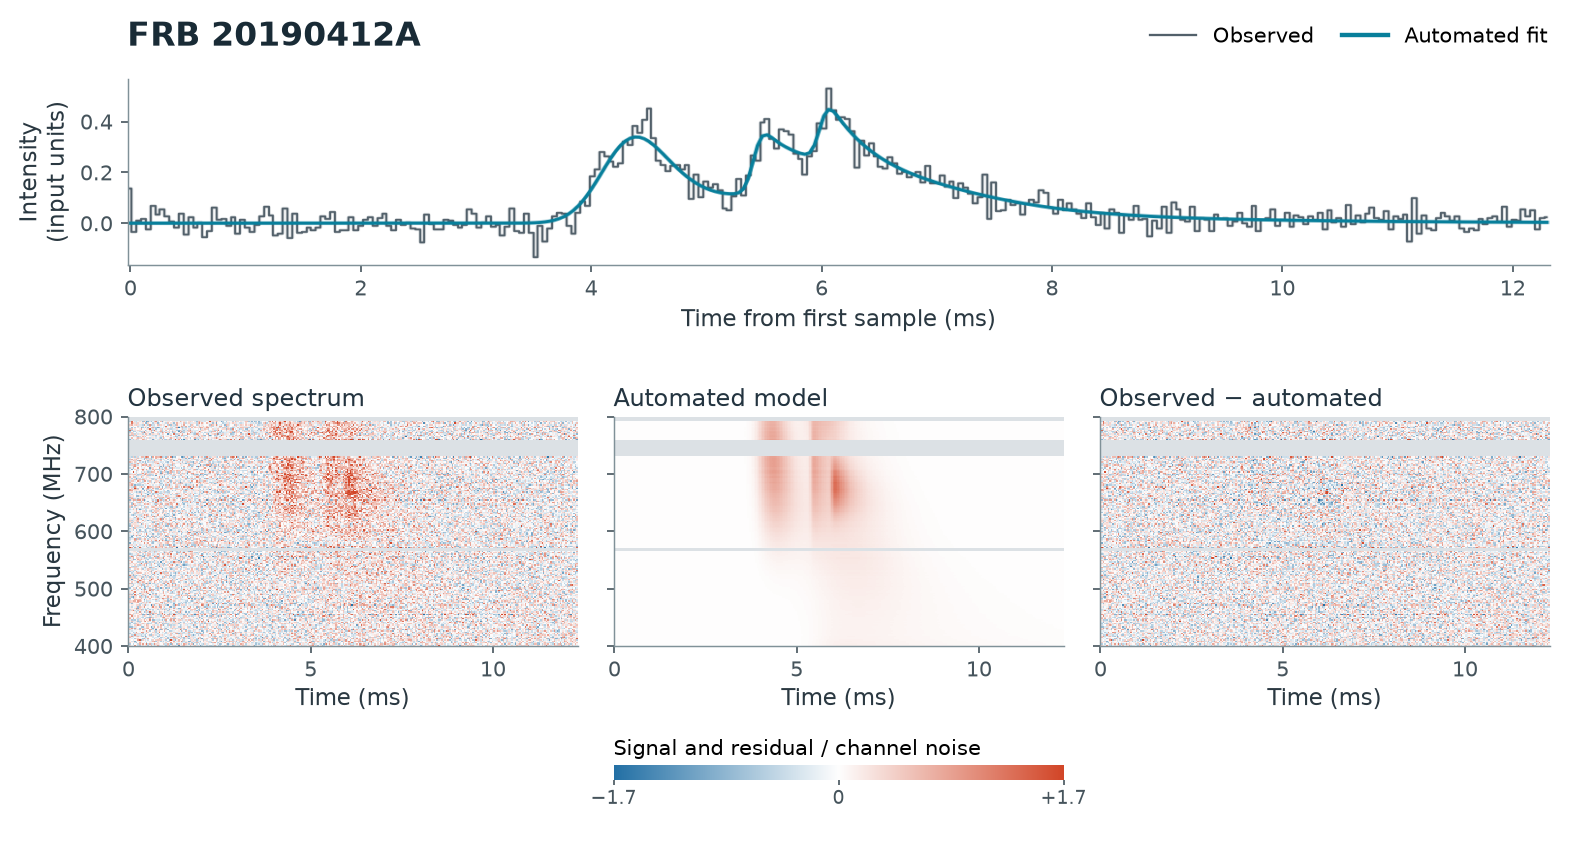 FRB 20190412A
Observed
Automated fit
Intensity
(input units)
0.4
0.2
0.0
0 2 4 6 8 10 12
Time from first sample (ms)
Observed spectrum
Automated model
Observed − automated
Frequency (MHz)
800
700
600
500
400
0 5 10
0 5 10
0 5 10
Time (ms)
Time (ms)
Time (ms)
Signal and residual / channel noise
−1.7 0 +1.7